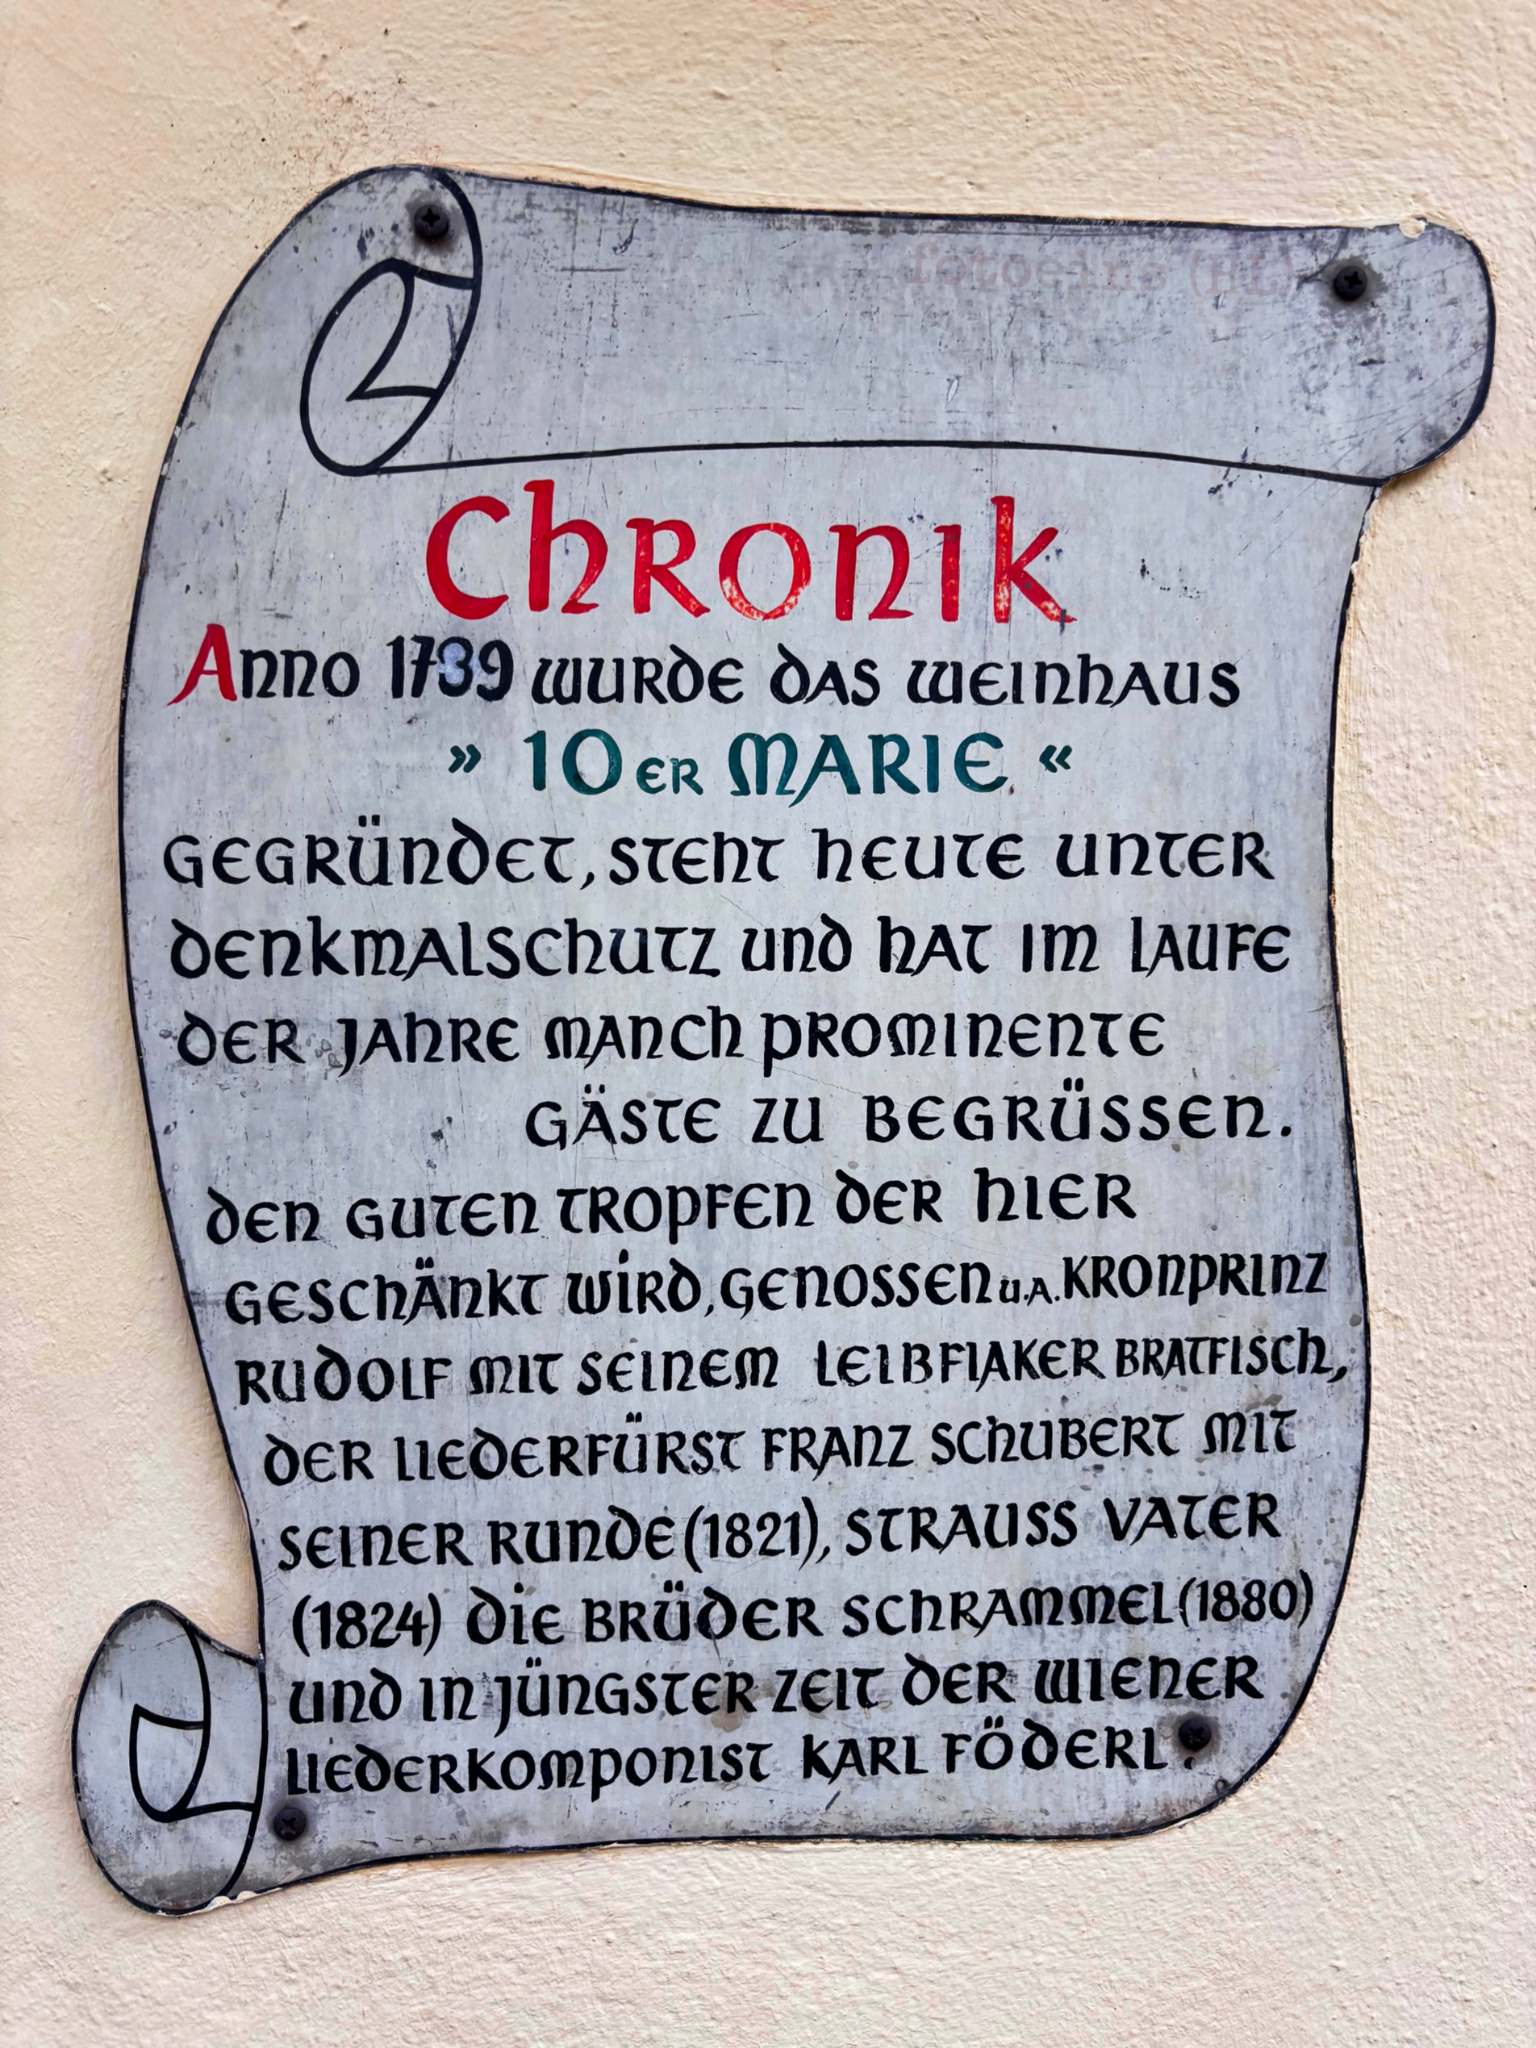 fotoeins (HL)
Chronik
Anno 1739 wurde das Weinhaus
» 10er Marie «
gegründet, steht heute unter
Denkmalschutz und hat im Laufe
der Jahre manch prominente
Gäste zu begrüssen.
Den guten Tropfen der hier
geschänkt wird, genossen u.a. Kronprinz
Rudolf mit seinem Leibfiaker Bratfisch,
der Liederfürst Franz Schubert mit
seiner Runde (1821), Strauss Vater
(1824) die Brüder Schrammel (1880)
und in jüngster Zeit der Wiener
Liederkomponist Karl Föderl.